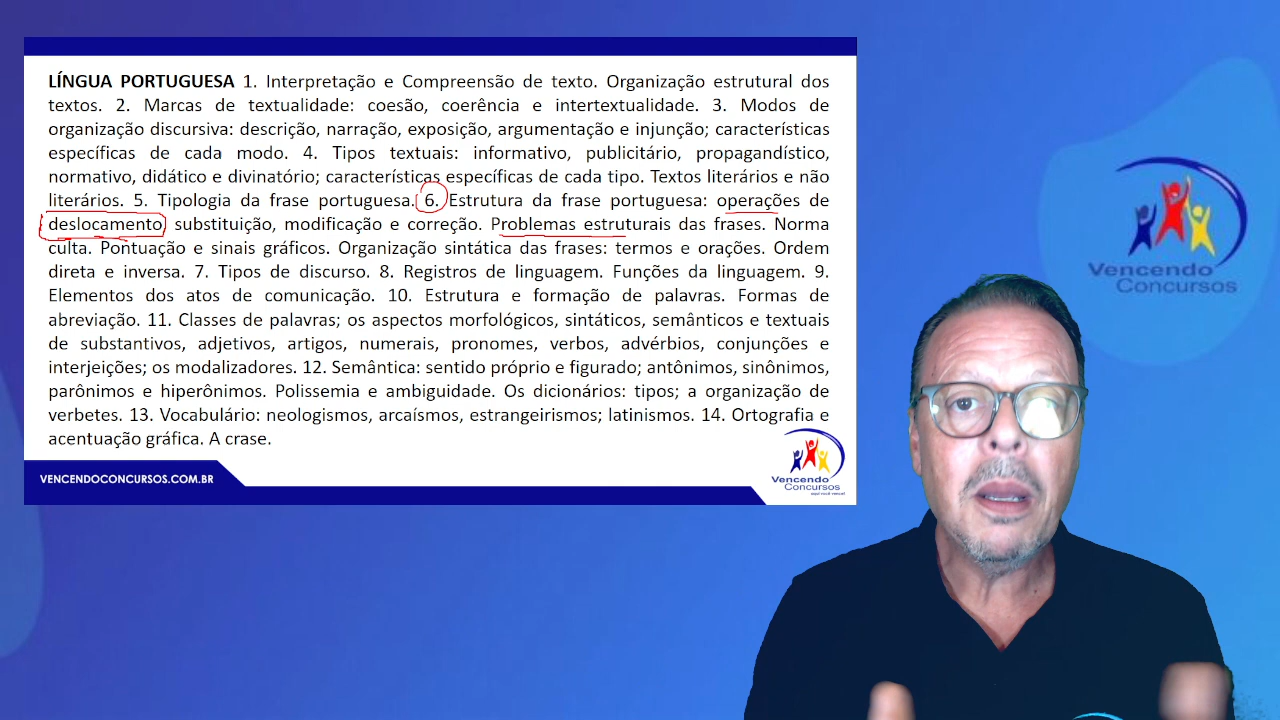 LÍNGUA PORTUGUESA 1. Interpretação e Compreensão de texto. Organização estrutural dos
textos. 2. Marcas de textualidade: coesão, coerência e intertextualidade. 3. Modos de
organização discursiva: descrição, narração, exposição, argumentação e injunção; características
específicas de cada modo. 4. Tipos textuais: informativo, publicitário, propagandístico,
normativo, didático e divinatório; características específicas de cada tipo. Textos literários e não
literários. 5. Tipologia da frase portuguesa. 6. Estrutura da frase portuguesa: operações de
deslocamento, substituição, modificação e correção. Problemas estruturais das frases. Norma
culta. Pontuação e sinais gráficos. Organização sintática das frases: termos e orações. Ordem
direta e inversa. 7. Tipos de discurso. 8. Registros de linguagem. Funções da linguagem. 9.
Elementos dos atos de comunicação. 10. Estrutura e formação de palavras. Formas de
abreviação. 11. Classes de palavras; os aspectos morfológicos, sintáticos, semânticos e textuais
de substantivos, adjetivos, artigos, numerais, pronomes, verbos, advérbios, conjunções e
interjeições; os modalizadores. 12. Semântica: sentido próprio e figurado; antônimos, sinônimos,
parônimos e hiperônimos. Polissemia e ambiguidade. Os dicionários: tipos; a organização de
verbetes. 13. Vocabulário: neologismos, arcaísmos, estrangeirismos; latinismos. 14. Ortografia e
acentuação gráfica. A crase.
VENCENDOCONCURSOS.COM.BR
Vencendo
Concursos
aqui você vence!
Vencendo
Concursos